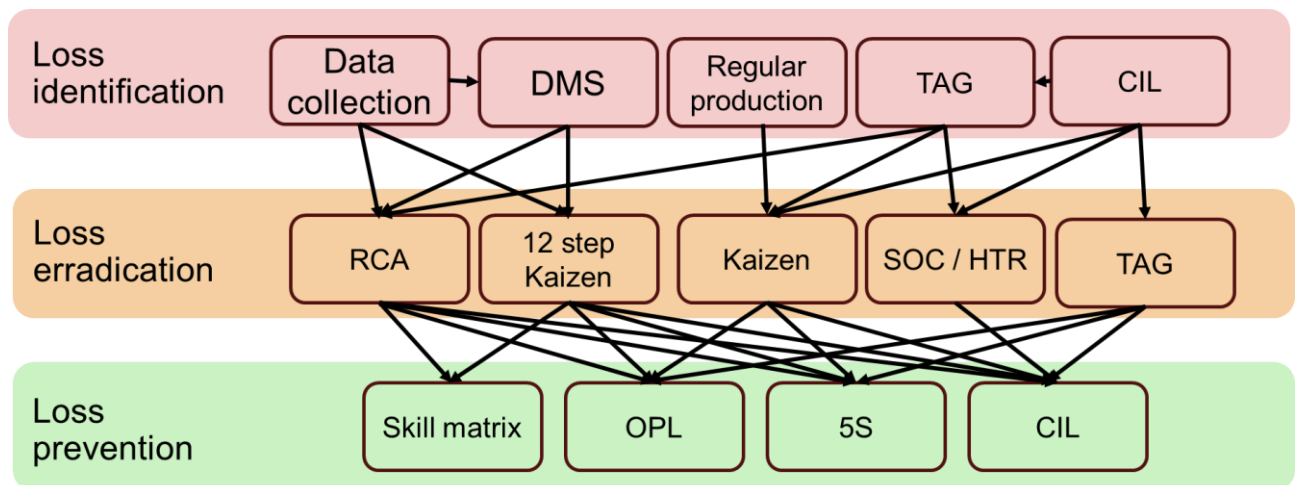 Loss
identification
Data
collection
DMS
Regular
production
TAG
CIL
Loss
erradication
RCA
12 step
Kaizen
Kaizen
SOC / HTR
TAG
Loss
prevention
Skill matrix
OPL
5S
CIL